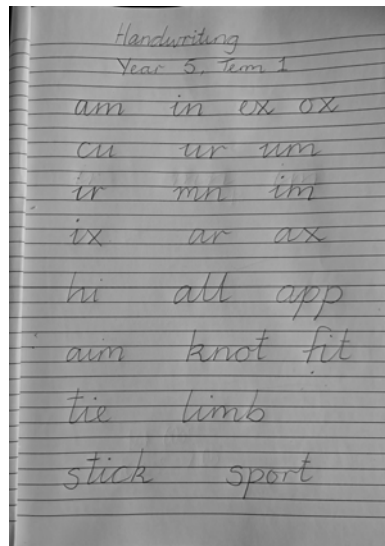 Handwriting
Year 5, Term 1
am in ex ox
cu ur um
ir mn im
ix ar ax
hi all app
aim knot fit
tie limb
stick sport